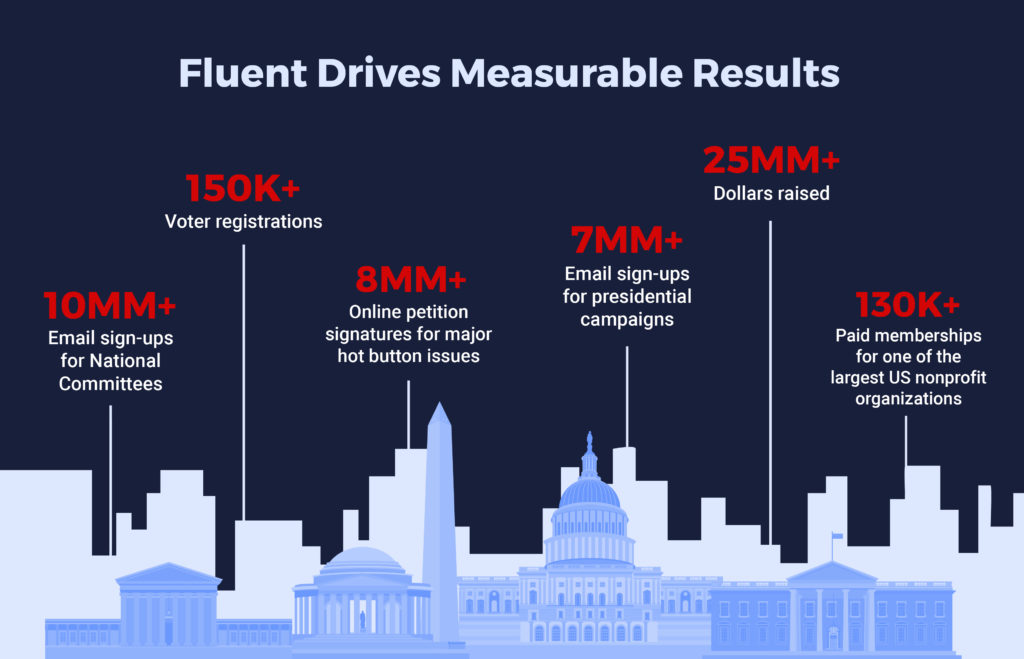 Fluent Drives Measurable Results
10MM+
Email sign-ups
for National
Committees
150K+
Voter registrations
8MM+
Online petition
signatures for major
hot button issues
7MM+
Email sign-ups
for presidential
campaigns
25MM+
Dollars raised
130K+
Paid memberships
for one of the
largest US nonprofit
organizations